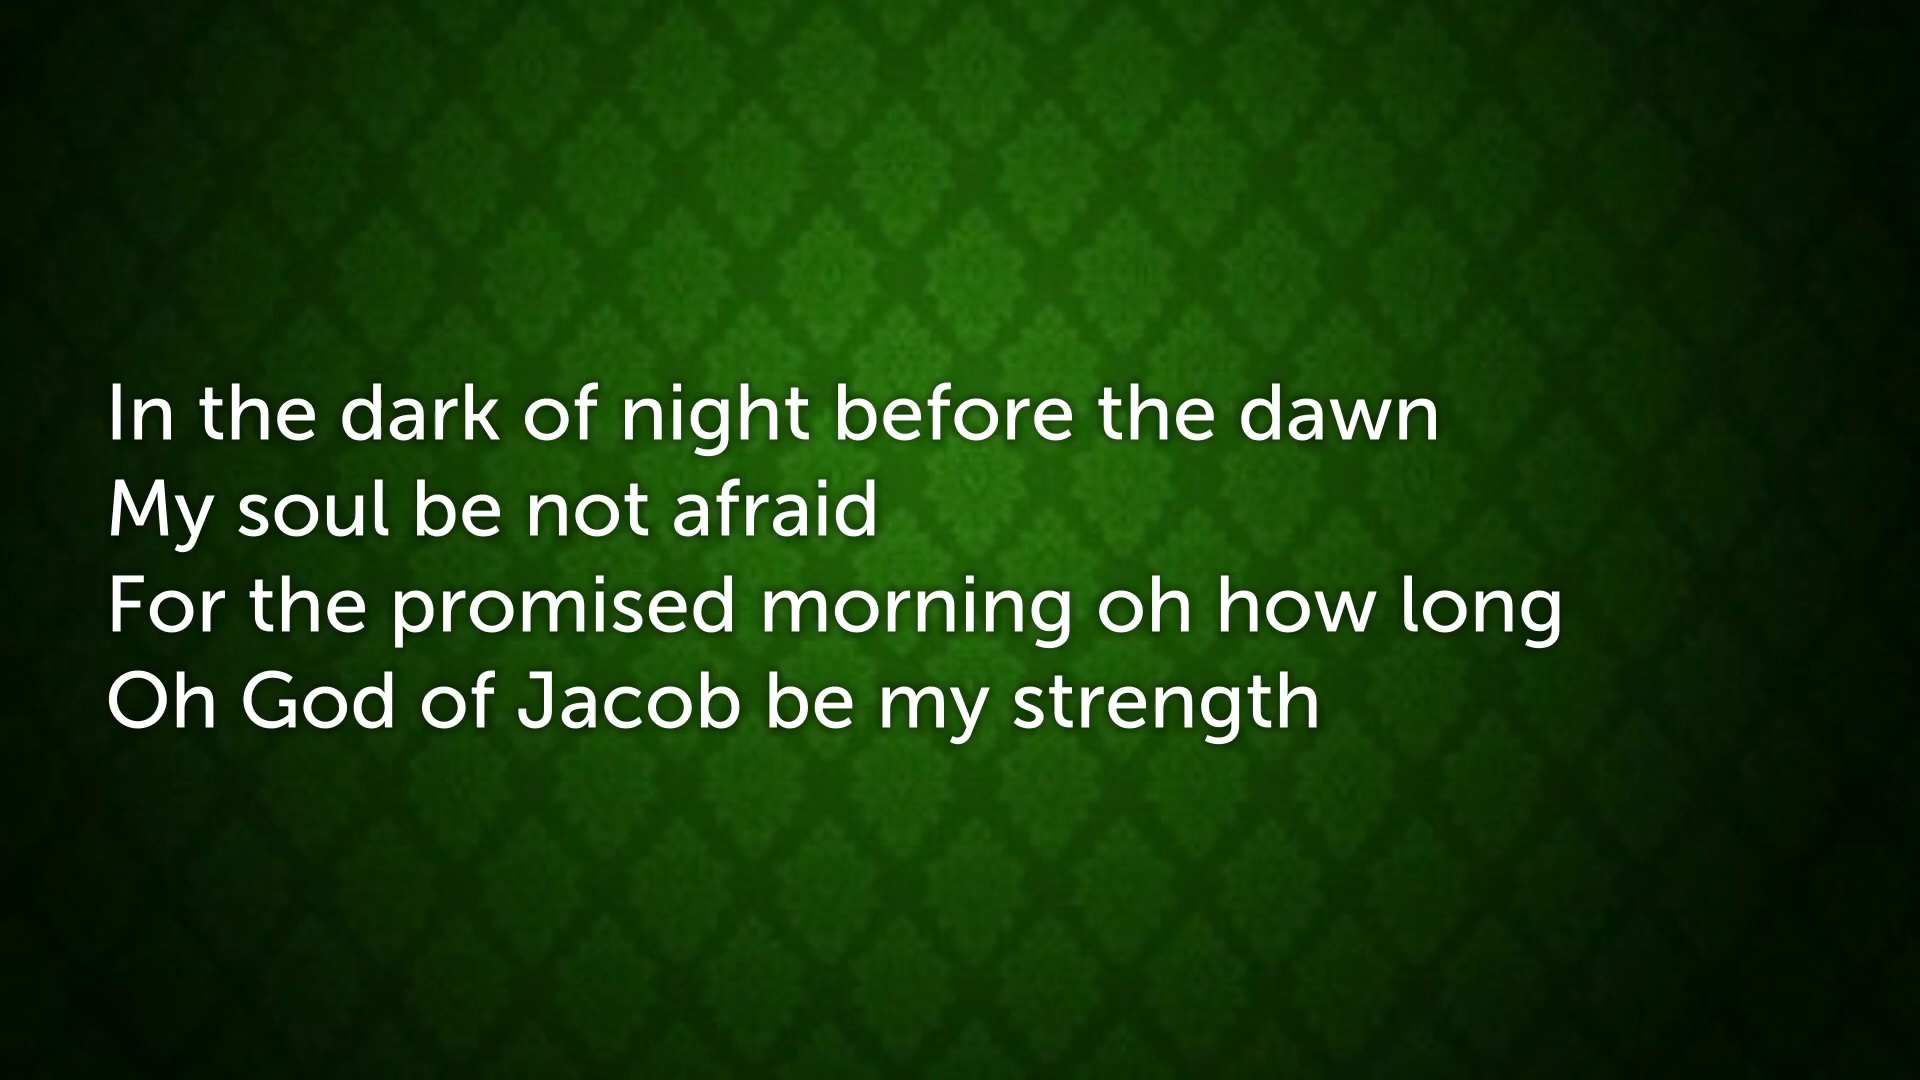 In the dark of night before the dawn
My soul be not afraid
For the promised morning oh how long
Oh God of Jacob be my strength